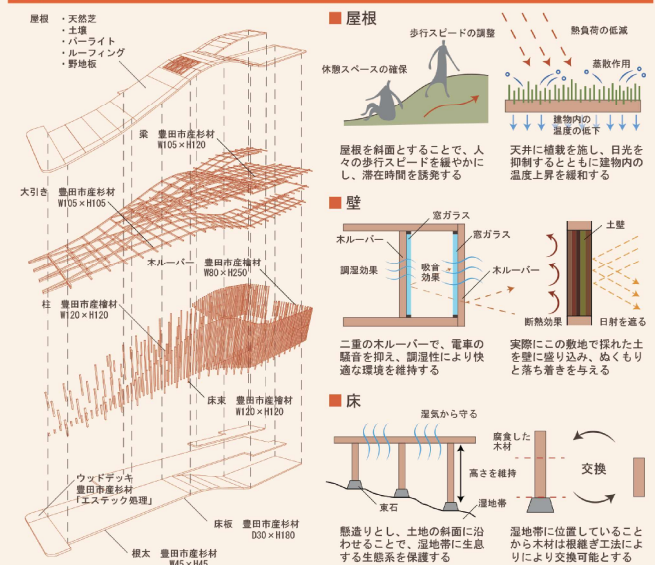 屋根 ・天然芝
・土壌
・パーライト
・ルーフィング
・野地板
梁 豊田市産杉材
W105×H120
大引き 豊田市産杉材
W105×H105
木ルーバー 豊田市産檜材
W80×H250
柱 豊田市産檜材
W120×H120
床束 豊田市産檜材
W120×H120
ウッドデッキ
豊田市産杉材
「エステック処理」
床板 豊田市産杉材
D30×H180
根太 豊田市産杉材
W45×H45
■屋根
歩行スピードの調整
休憩スペースの確保
屋根を斜面とすることで、人
々の歩行スピードを緩やかに
し、滞在時間を誘発する
熱負荷の低減
蒸散作用
建物内の
温度の低下
天井に植栽を施し、日光を
抑制するとともに建物内の
温度上昇を緩和する
■壁
窓ガラス
木ルーバー
窓ガラス
調湿効果
吸音
効果
木ルーバー
二重の木ルーバーで、電車の
騒音を抑え、調湿性により快
適な環境を維持する
土壁
断熱効果
日射を遮る
実際にこの敷地で採れた土
を壁に盛り込み、ぬくもり
と落ち着きを与える
■床
湿気から守る
高さを維持
束石
湿地帯
懸造りとし、土地の斜面に沿
わせることで、湿地帯に生息
する生態系を保護する
腐食した
木材
交換
湿地帯に位置していること
から木材は根継ぎ工法によ
りにより交換可能とする